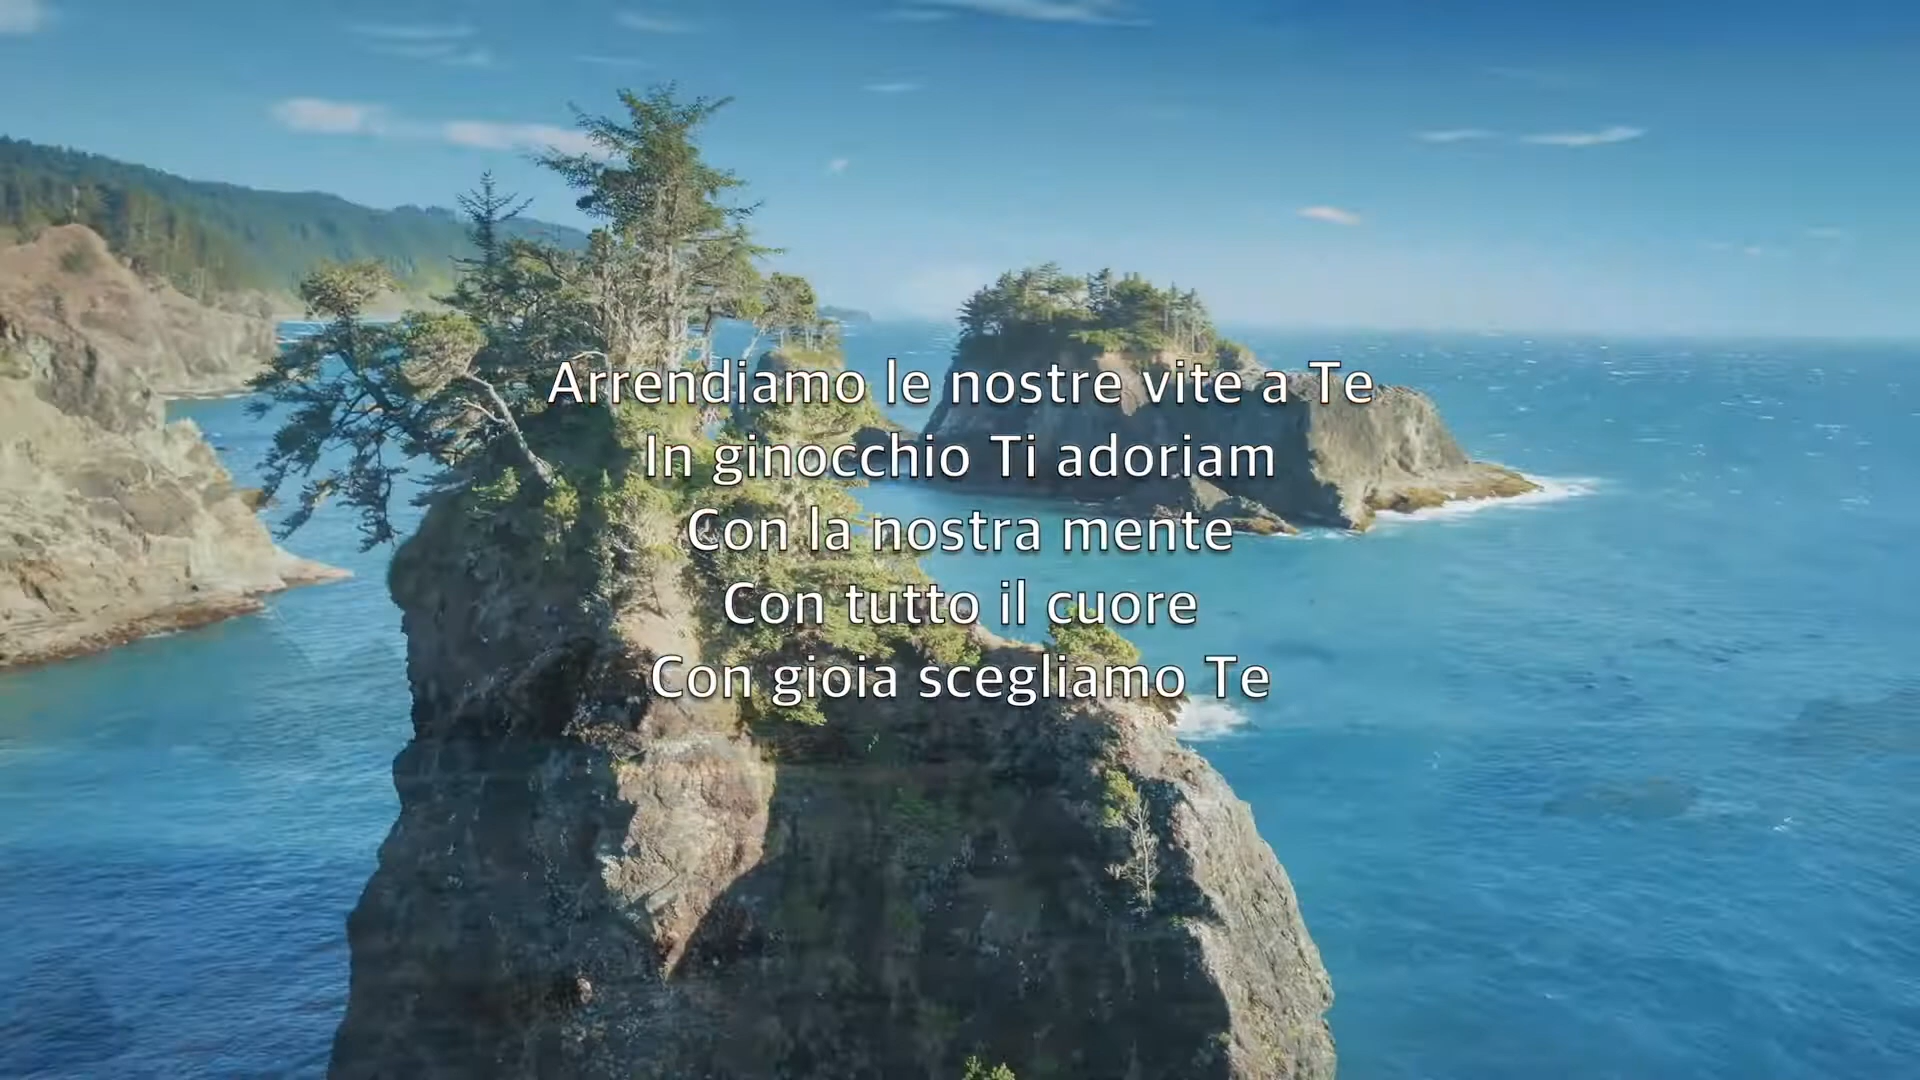 Arrendiamo le nostre vite a Te
In ginocchio Ti adoriam
Con la nostra mente
Con tutto il cuore
Con gioia scegliamo Te